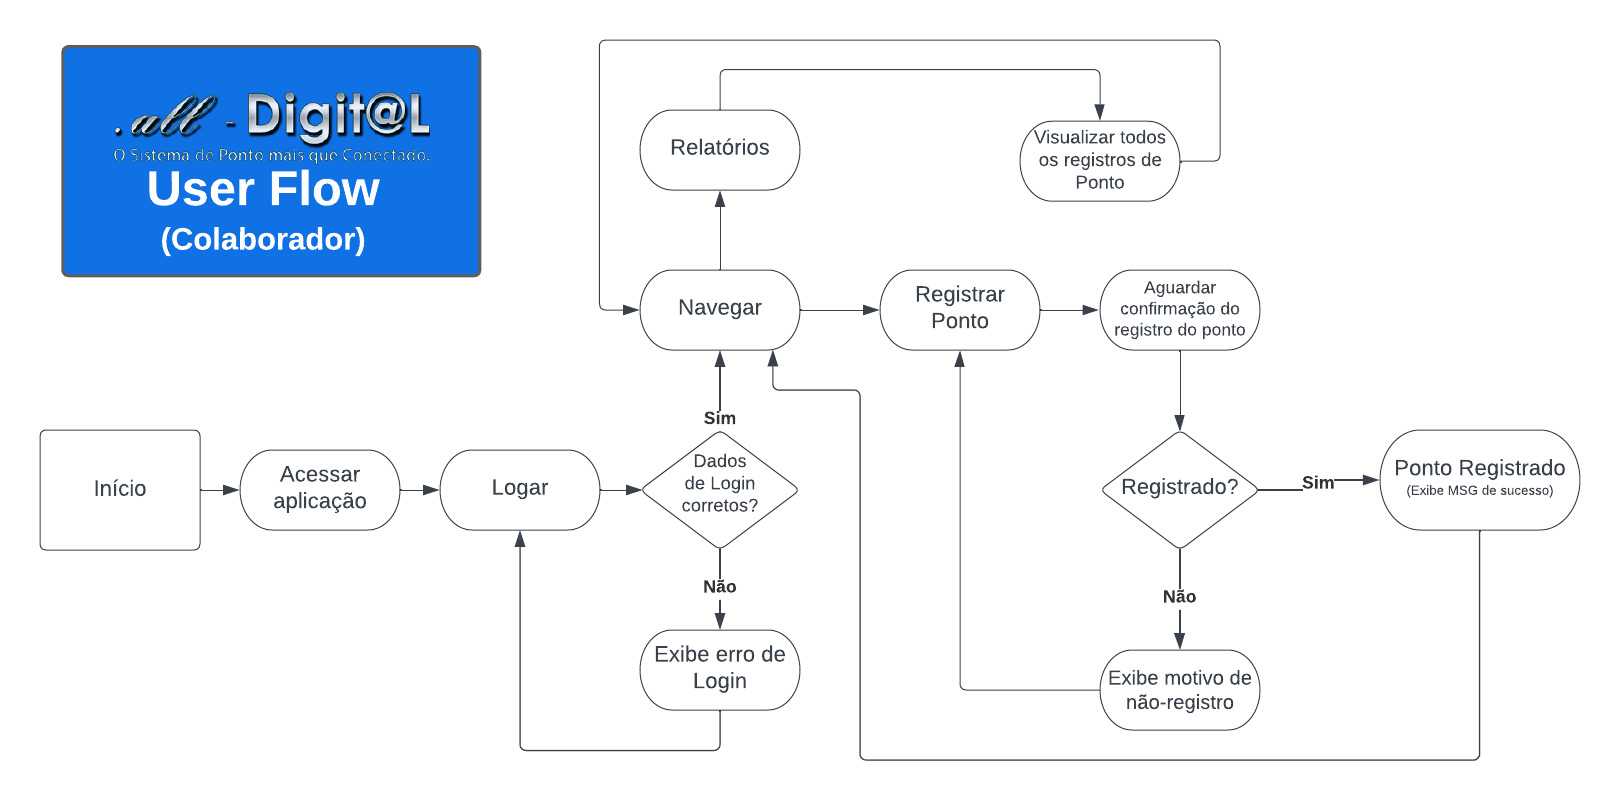 .all - Digit@L
O Sistema de Ponto mais que Conectado.
User Flow
(Colaborador)
Relatórios
Visualizar todos
os registros de
Ponto
Navegar
Registrar
Ponto
Aguardar
confirmação do
registro do ponto
Sim
Início
Acessar
aplicação
Logar
Dados
de Login
corretos?
Registrado?
Sim
Ponto Registrado
(Exibe MSG de sucesso)
Não
Não
Exibe erro de
Login
Exibe motivo de
não-registro